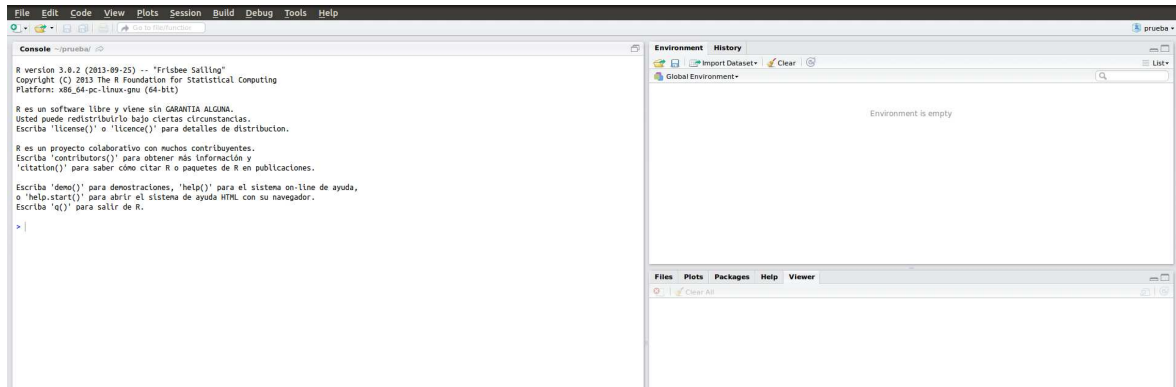 File Edit Code View Plots Session Build Debug Tools Help
Go to file/function
prueba
Console ~/prueba/
R version 3.0.2 (2013-09-25) -- "Frisbee Sailing"
Copyright (C) 2013 The R Foundation for Statistical Computing
Platform: x86_64-pc-linux-gnu (64-bit)
R es un software libre y viene sin GARANTIA ALGUNA.
Usted puede redistribuirlo bajo ciertas circunstancias.
Escriba 'license()' o 'licence()' para detalles de distribucion.
R es un proyecto colaborativo con muchos contribuyentes.
Escriba 'contributors()' para obtener más información y
'citation()' para saber cómo citar R o paquetes de R en publicaciones.
Escriba 'demo()' para demostraciones, 'help()' para el sistema on-line de ayuda,
o 'help.start()' para abrir el sistema de ayuda HTML con su navegador.
Escriba 'q()' para salir de R.
>
Environment History
Import Dataset Clear List
Global Environment
Environment is empty
Files Plots Packages Help Viewer
Clear All